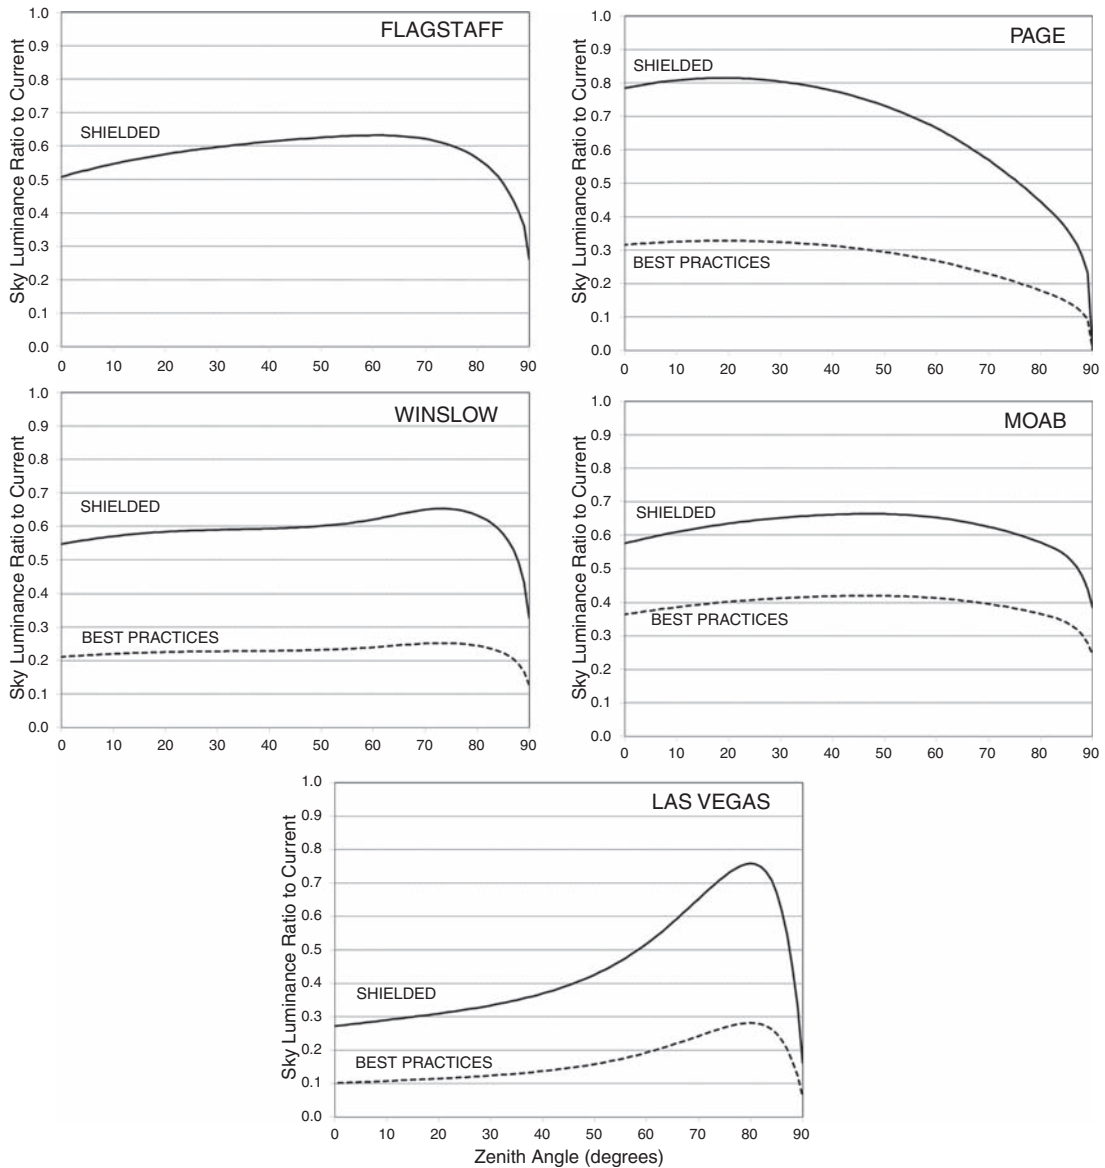 FLAGSTAFF
Sky Luminance Ratio to Current
1.0
0.9
0.8
0.7
0.6
0.5
0.4
0.3
0.2
0.1
0.0
SHIELDED
0 10 20 30 40 50 60 70 80 90
PAGE
Sky Luminance Ratio to Current
1.0
0.9
0.8
0.7
0.6
0.5
0.4
0.3
0.2
0.1
0.0
SHIELDED
BEST PRACTICES
0 10 20 30 40 50 60 70 80 90
WINSLOW
Sky Luminance Ratio to Current
1.0
0.9
0.8
0.7
0.6
0.5
0.4
0.3
0.2
0.1
0.0
SHIELDED
BEST PRACTICES
0 10 20 30 40 50 60 70 80 90
MOAB
Sky Luminance Ratio to Current
1.0
0.9
0.8
0.7
0.6
0.5
0.4
0.3
0.2
0.1
0.0
SHIELDED
BEST PRACTICES
0 10 20 30 40 50 60 70 80 90
LAS VEGAS
Sky Luminance Ratio to Current
1.0
0.9
0.8
0.7
0.6
0.5
0.4
0.3
0.2
0.1
0.0
SHIELDED
BEST PRACTICES
0 10 20 30 40 50 60 70 80 90
Zenith Angle (degrees)